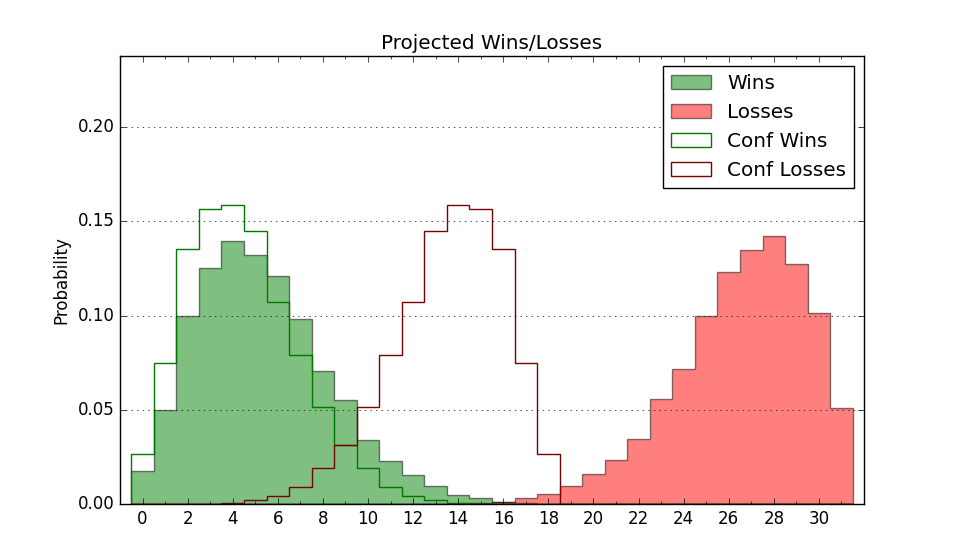 Projected Wins/Losses
Wins
Losses
Conf Wins
Conf Losses
Probability
0.20
0.15
0.10
0.05
0.00
0 2 4 6 8 10 12 14 16 18 20 22 24 26 28 30